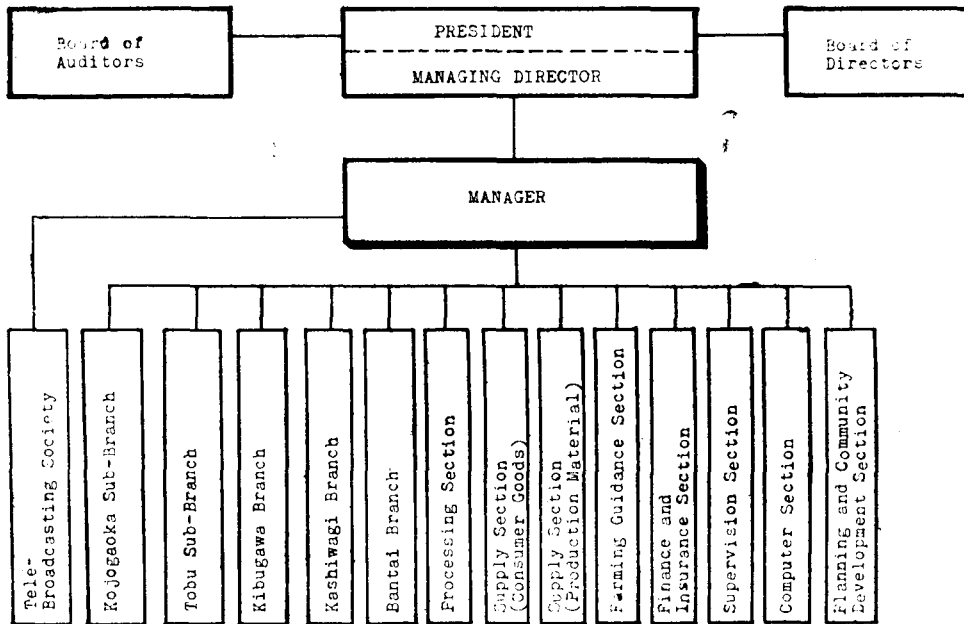 Board of
Auditors
PRESIDENT
MANAGING DIRECTOR
Board of
Directors
MANAGER
Tele-
Broadcasting Society
Kojogaoka Sub-Branch
Tobu Sub-Branch
Kibugawa Branch
Kashiwagi Branch
Bantai Branch
Processing Section
Supply Section
(Consumer Goods)
Supply Section
(Production Material)
Farming Guidance Section
Finance and
Insurance Section
Supervision Section
Computer Section
Planning and Community
Development Section